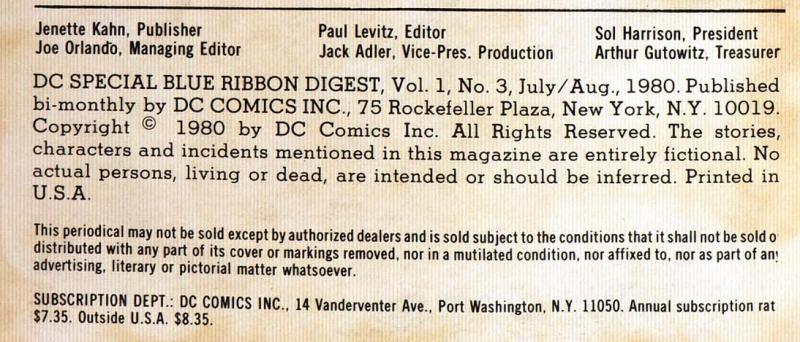 Jenette Kahn, Publisher Paul Levitz, Editor Sol Harrison, President
Joe Orlando, Managing Editor Jack Adler, Vice-Pres. Production Arthur Gutowitz, Treasurer
DC SPECIAL BLUE RIBBON DIGEST, Vol. 1, No. 3, July/Aug., 1980. Published
bi-monthly by DC COMICS INC., 75 Rockefeller Plaza, New York, N.Y. 10019.
Copyright © 1980 by DC Comics Inc. All Rights Reserved. The stories,
characters and incidents mentioned in this magazine are entirely fictional. No
actual persons, living or dead, are intended or should be inferred. Printed in
U.S.A.
This periodical may not be sold except by authorized dealers and is sold subject to the conditions that it shall not be sold o
distributed with any part of its cover or markings removed, nor in a mutilated condition, nor affixed to, nor as part of any
advertising, literary or pictorial matter whatsoever.
SUBSCRIPTION DEPT.: DC COMICS INC., 14 Vanderventer Ave., Port Washington, N.Y. 11050. Annual subscription rat
$7.35. Outside U.S.A. $8.35.